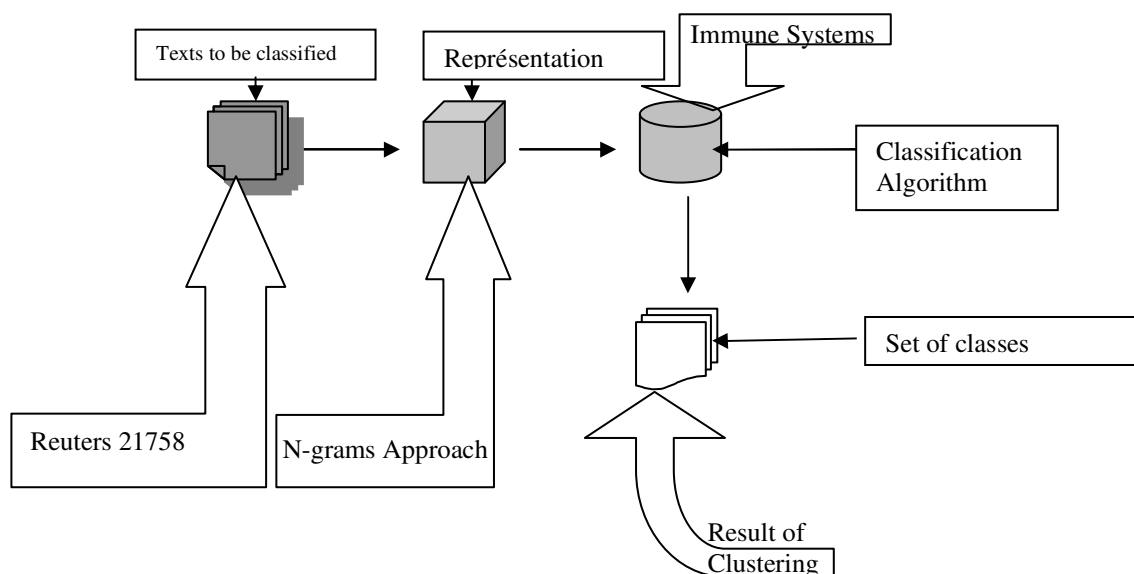 Texts to be classified
Représentation
Immune Systems
Classification
Algorithm
Set of classes
Reuters 21758
N-grams Approach
Result of
Clustering